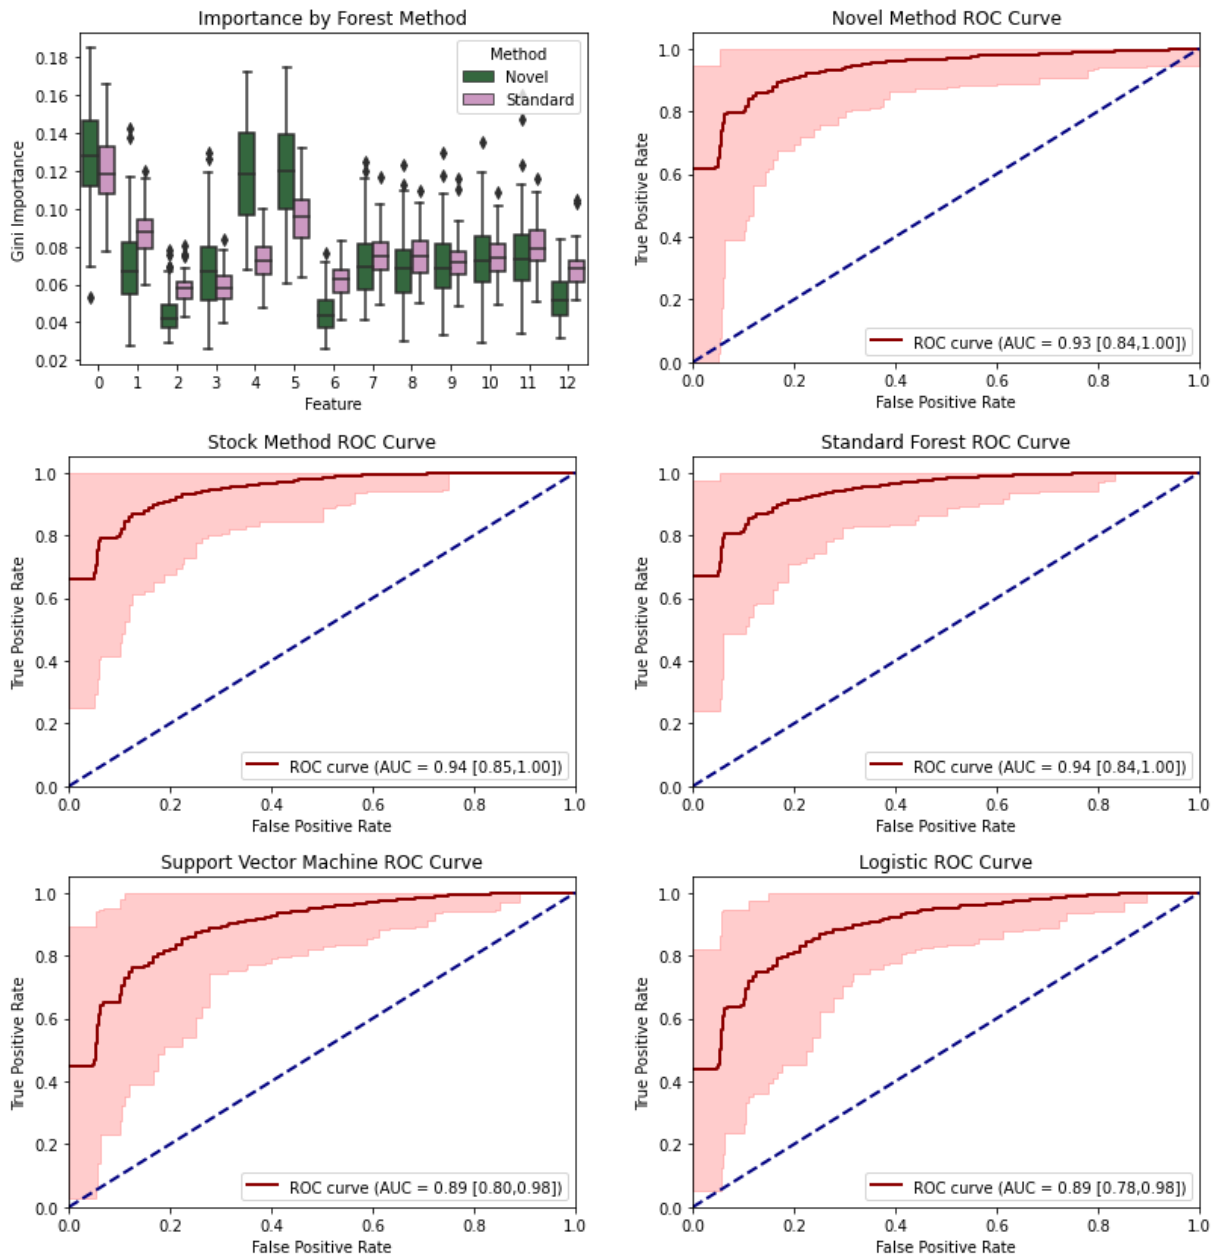 Importance by Forest Method
Gini Importance
0.18
0.16
0.14
0.12
0.10
0.08
0.06
0.04
0.02
Method
Novel
Standard
0 1 2 3 4 5 6 7 8 9 10 11 12
Feature
Novel Method ROC Curve
True Positive Rate
1.0
0.8
0.6
0.4
0.2
0.0
ROC curve (AUC = 0.93 [0.84,1.00])
0.0 0.2 0.4 0.6 0.8 1.0
False Positive Rate
Stock Method ROC Curve
True Positive Rate
1.0
0.8
0.6
0.4
0.2
0.0
ROC curve (AUC = 0.94 [0.85,1.00])
0.0 0.2 0.4 0.6 0.8 1.0
False Positive Rate
Standard Forest ROC Curve
True Positive Rate
1.0
0.8
0.6
0.4
0.2
0.0
ROC curve (AUC = 0.94 [0.84,1.00])
0.0 0.2 0.4 0.6 0.8 1.0
False Positive Rate
Support Vector Machine ROC Curve
True Positive Rate
1.0
0.8
0.6
0.4
0.2
0.0
ROC curve (AUC = 0.89 [0.80,0.98])
0.0 0.2 0.4 0.6 0.8 1.0
False Positive Rate
Logistic ROC Curve
True Positive Rate
1.0
0.8
0.6
0.4
0.2
0.0
ROC curve (AUC = 0.89 [0.78,0.98])
0.0 0.2 0.4 0.6 0.8 1.0
False Positive Rate